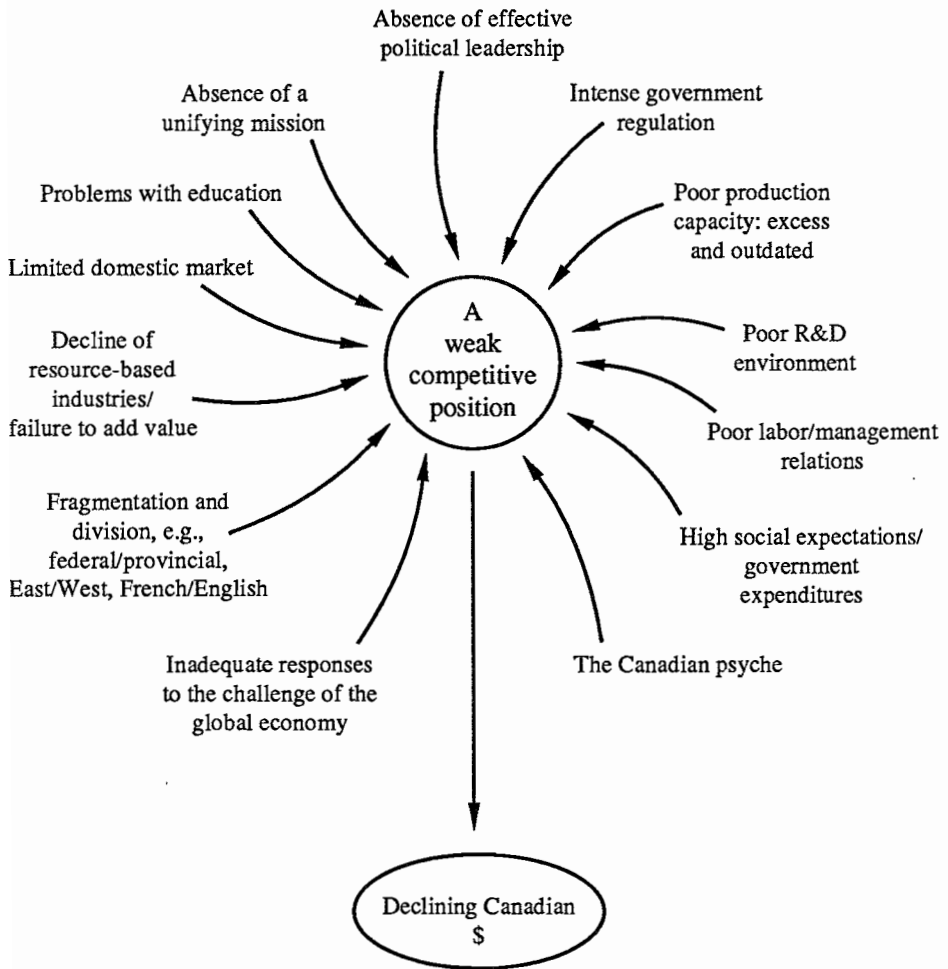 Absence of effective
political leadership
Absence of a
unifying mission
Intense government
regulation
Problems with education
Poor production
capacity: excess
and outdated
Limited domestic market
A
weak
competitive
position
Poor R&D
environment
Decline of
resource-based
industries/
failure to add value
Poor labor/management
relations
Fragmentation and
division, e.g.,
federal/provincial,
East/West, French/English
High social expectations/
government
expenditures
Inadequate responses
to the challenge of the
global economy
The Canadian psyche
Declining Canadian
$